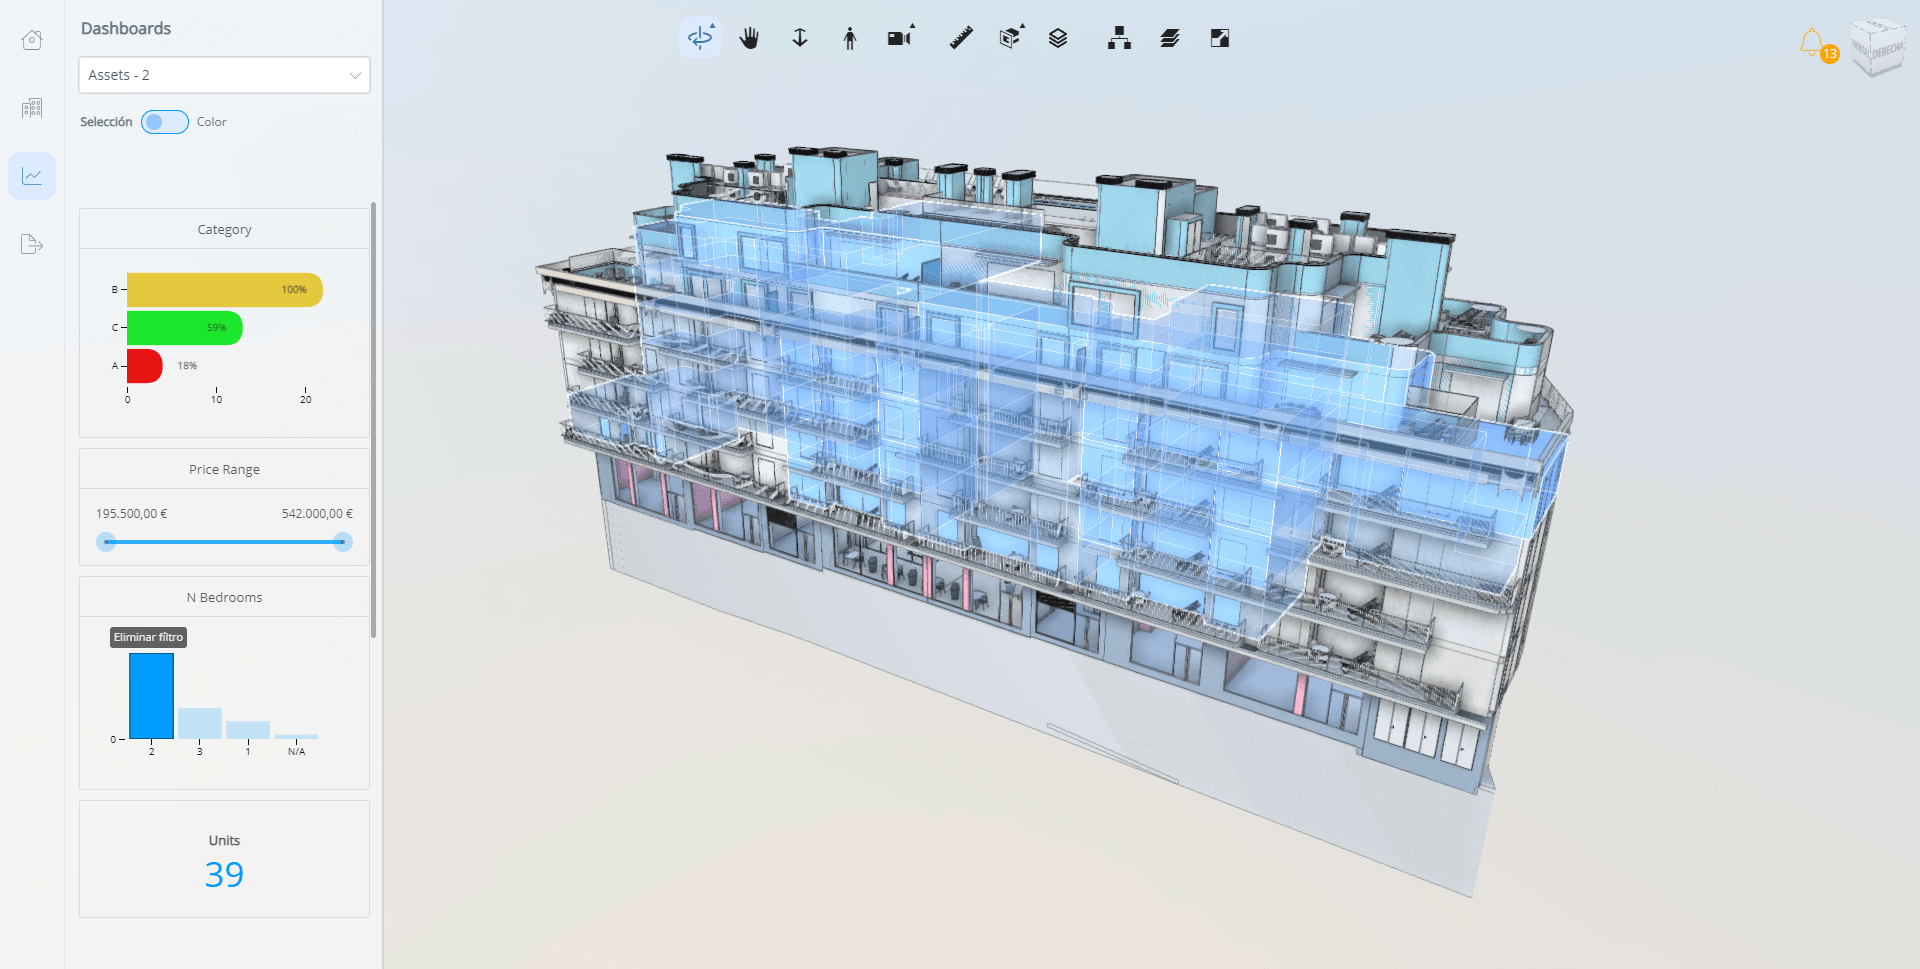 Dashboards
Assets - 2
Selección Color
13
DERECHA
Category
B 100%
C 59%
A 18%
0 10 20
Price Range
195.500,00 € 542.000,00 €
N Bedrooms
Eliminar filtro
0
2 3 1 N/A
Units
39